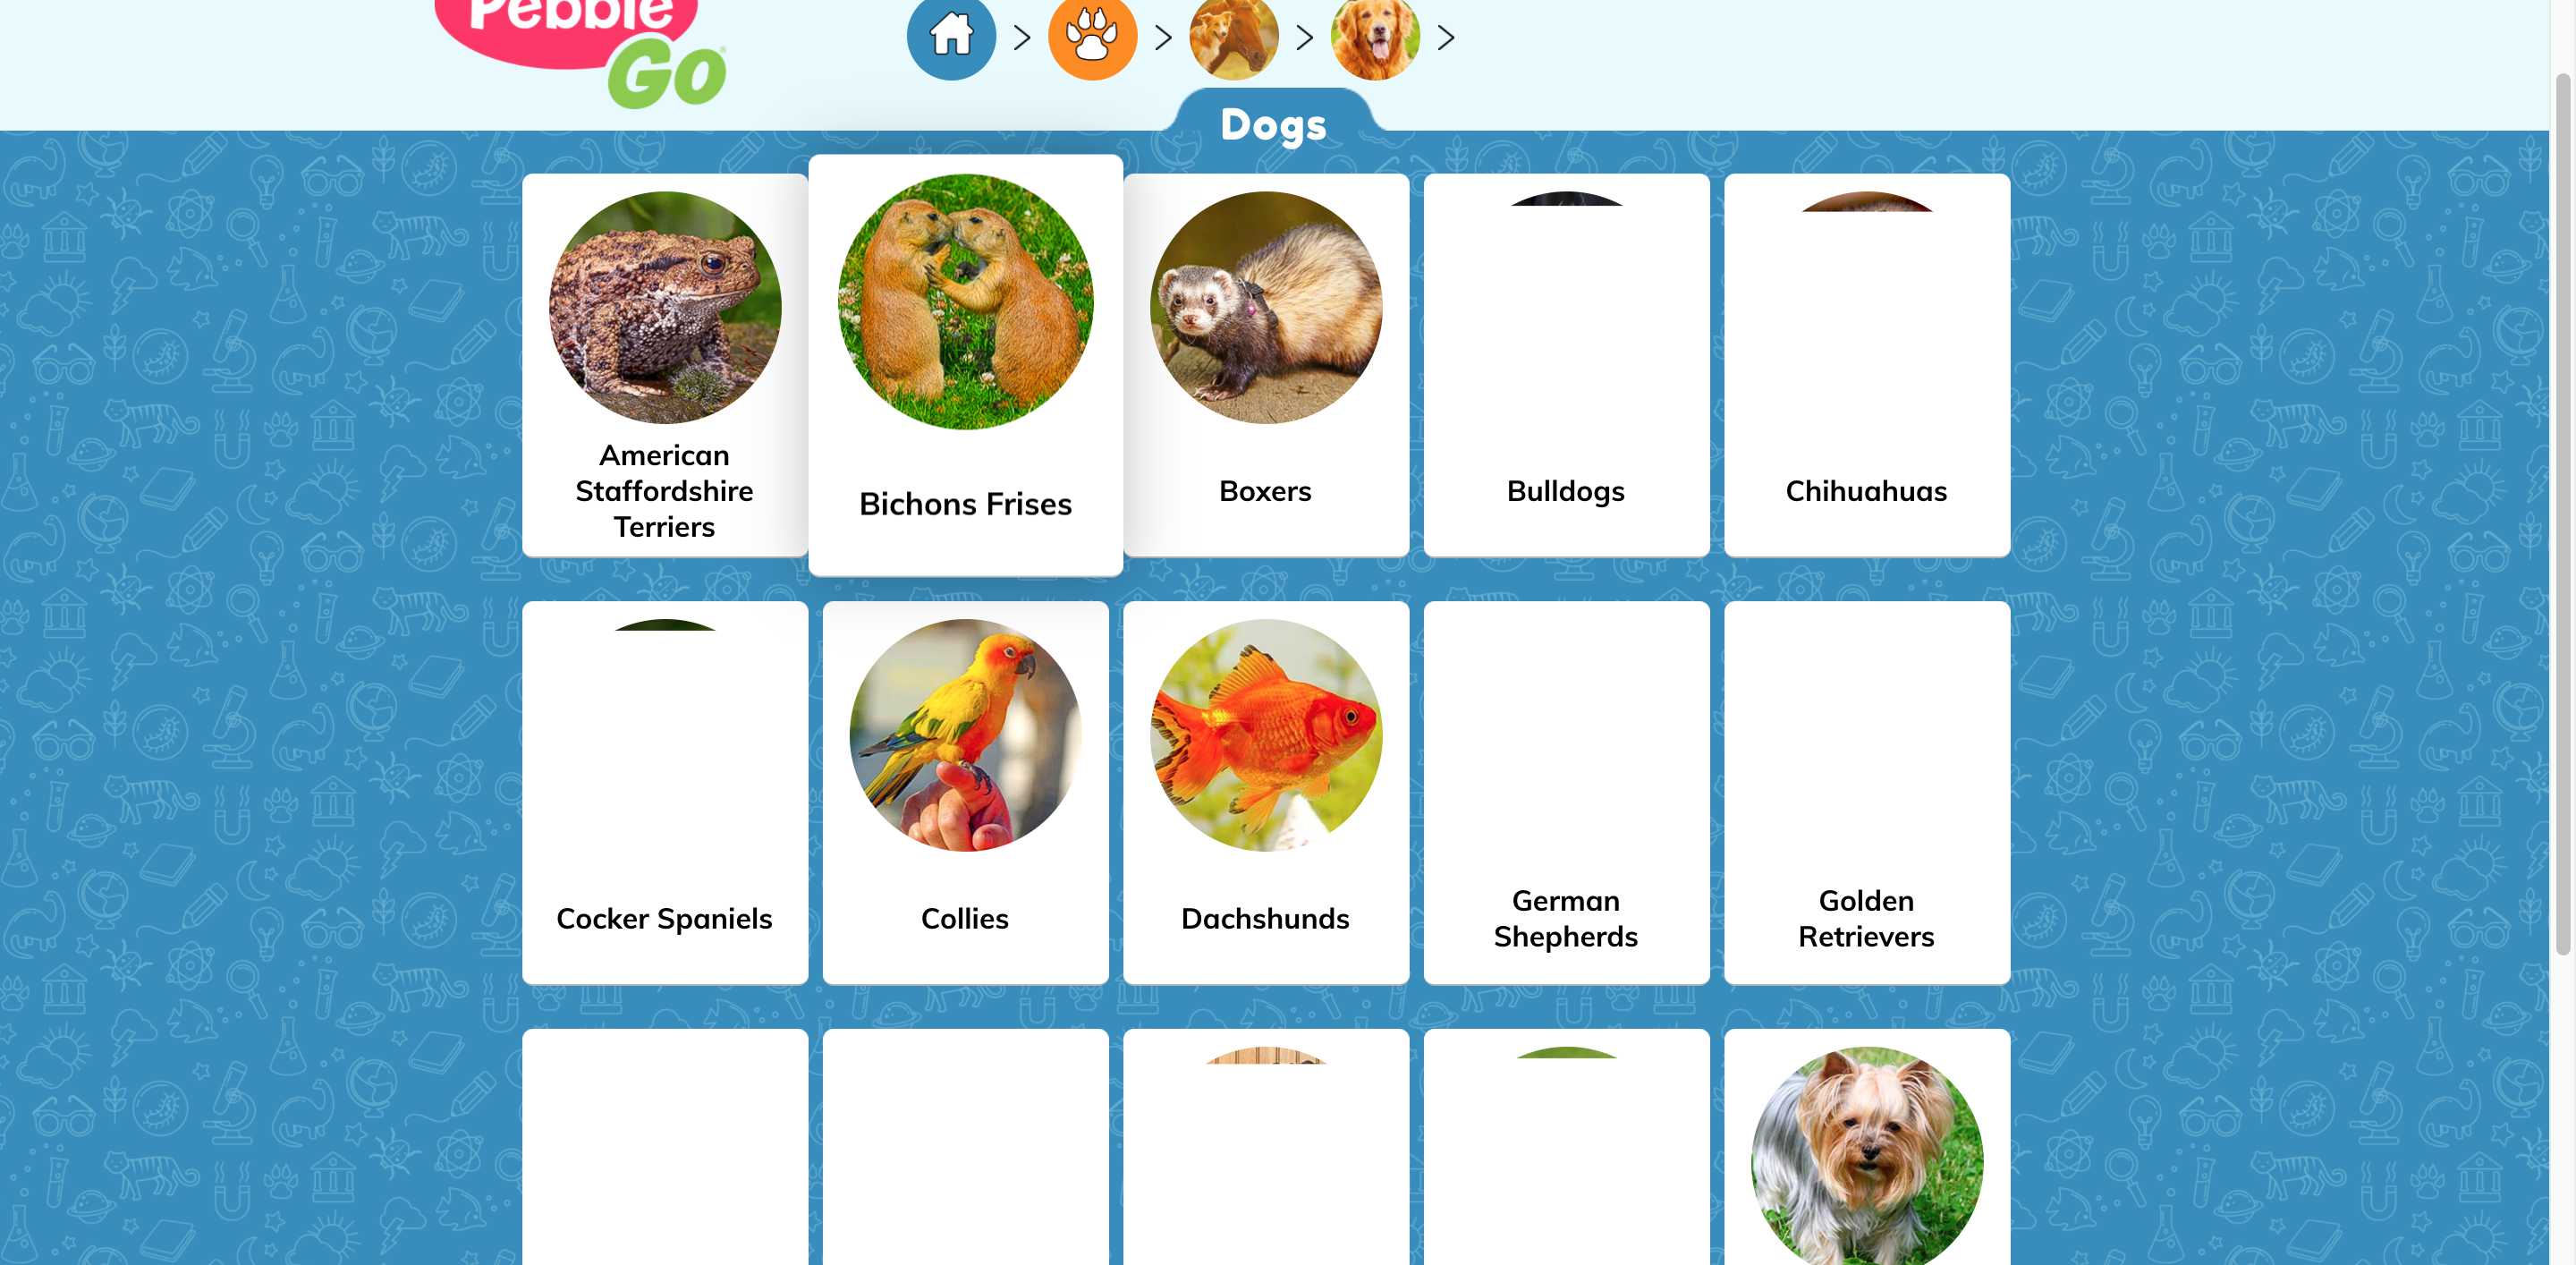 Pebble
Go
Dogs
American
Staffordshire
Terriers
Bichons Frises
Boxers
Bulldogs
Chihuahuas
Cocker Spaniels
Collies
Dachshunds
German
Shepherds
Golden
Retrievers